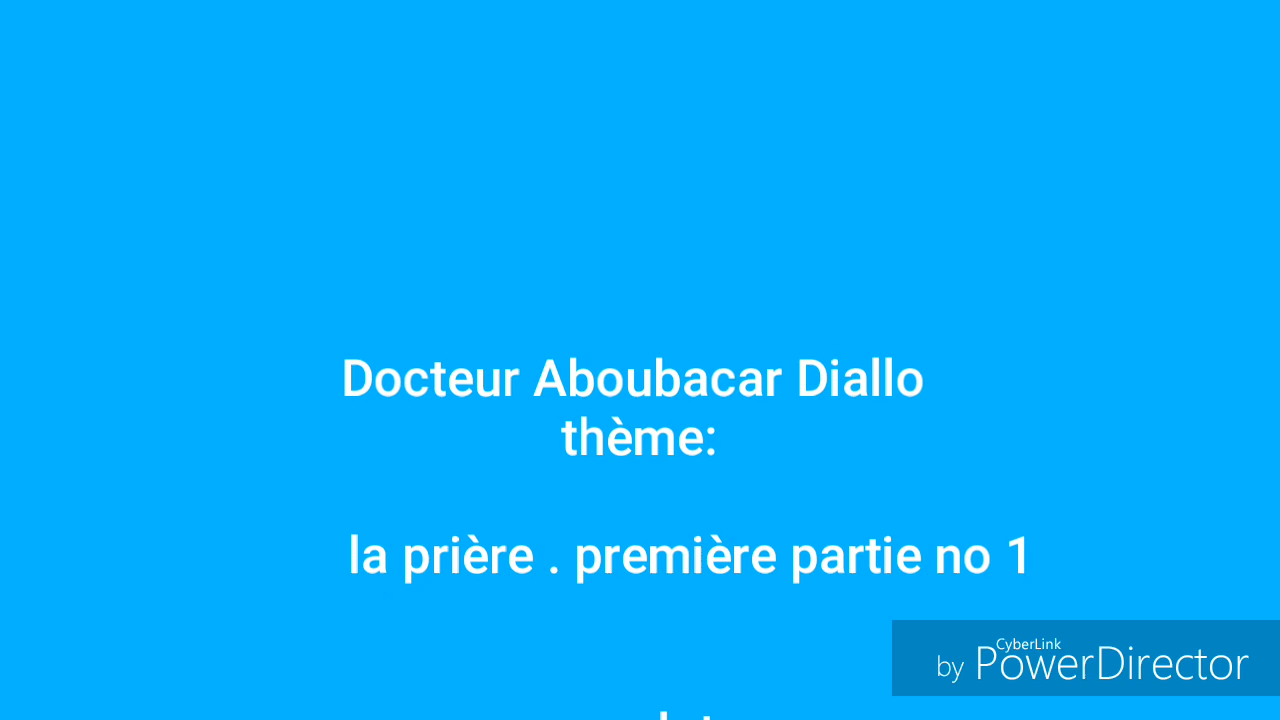 Docteur Aboubacar Diallo
thème:
la prière . première partie no 1
CyberLink
by PowerDirector